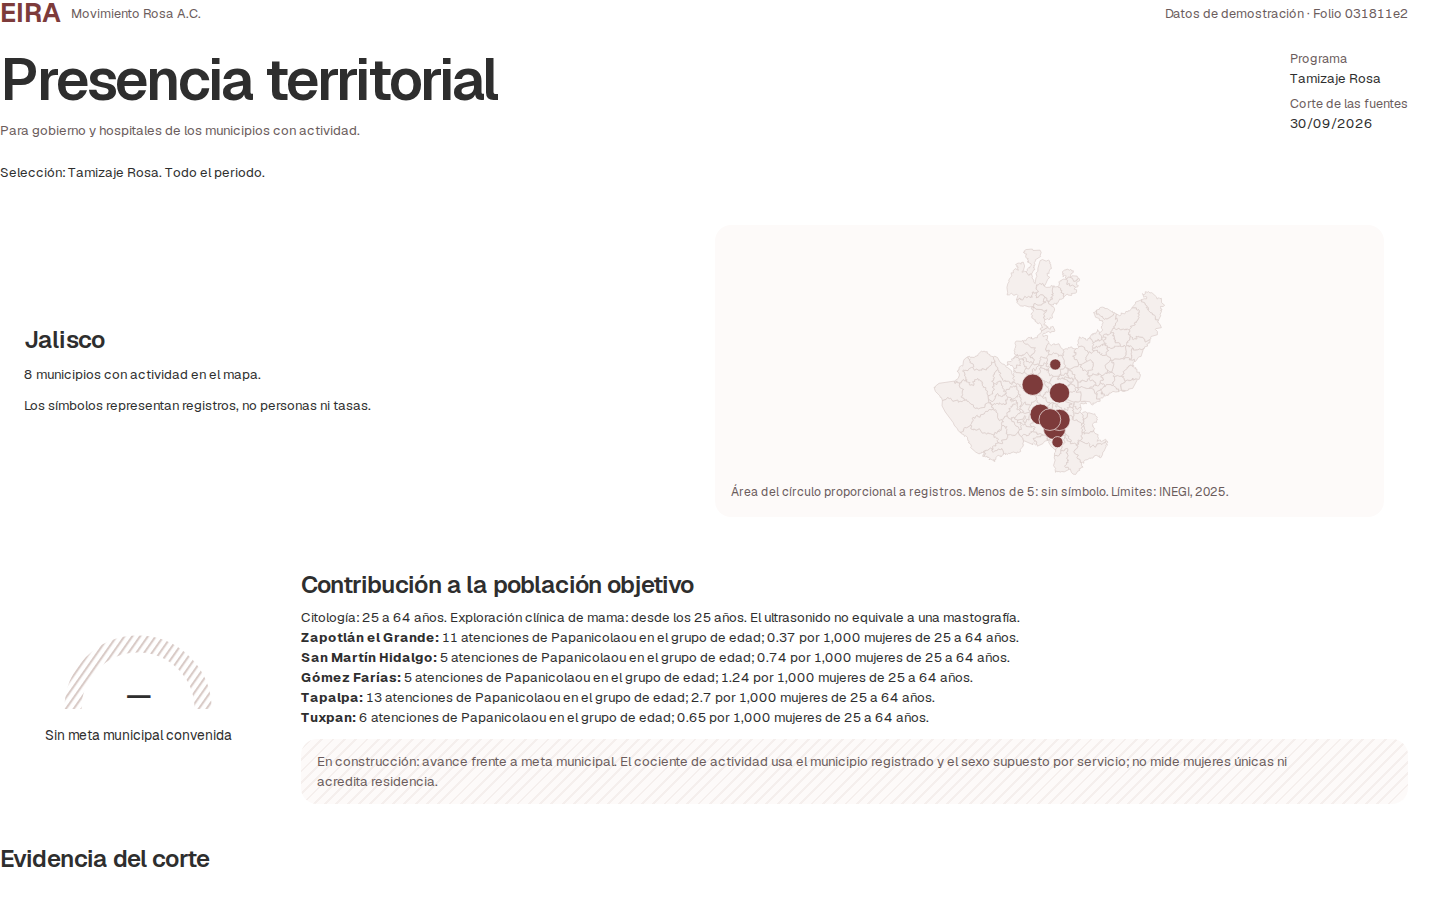 EIRA Movimiento Rosa A.C.
Datos de demostración · Folio 031811e2
Presencia territorial
Para gobierno y hospitales de los municipios con actividad.
Programa
Tamizaje Rosa
Corte de las fuentes
30/09/2026
Selección: Tamizaje Rosa. Todo el periodo.
Jalisco
8 municipios con actividad en el mapa.
Los símbolos representan registros, no personas ni tasas.
Área del círculo proporcional a registros. Menos de 5: sin símbolo. Límites: INEGI, 2025.
—
Sin meta municipal convenida
Contribución a la población objetivo
Citología: 25 a 64 años. Exploración clínica de mama: desde los 25 años. El ultrasonido no equivale a una mastografía.
Zapotlán el Grande: 11 atenciones de Papanicolaou en el grupo de edad; 0.37 por 1,000 mujeres de 25 a 64 años.
San Martín Hidalgo: 5 atenciones de Papanicolaou en el grupo de edad; 0.74 por 1,000 mujeres de 25 a 64 años.
Gómez Farías: 5 atenciones de Papanicolaou en el grupo de edad; 1.24 por 1,000 mujeres de 25 a 64 años.
Tapalpa: 13 atenciones de Papanicolaou en el grupo de edad; 2.7 por 1,000 mujeres de 25 a 64 años.
Tuxpan: 6 atenciones de Papanicolaou en el grupo de edad; 0.65 por 1,000 mujeres de 25 a 64 años.
En construcción: avance frente a meta municipal. El cociente de actividad usa el municipio registrado y el sexo supuesto por servicio; no mide mujeres únicas ni
acredita residencia.
Evidencia del corte